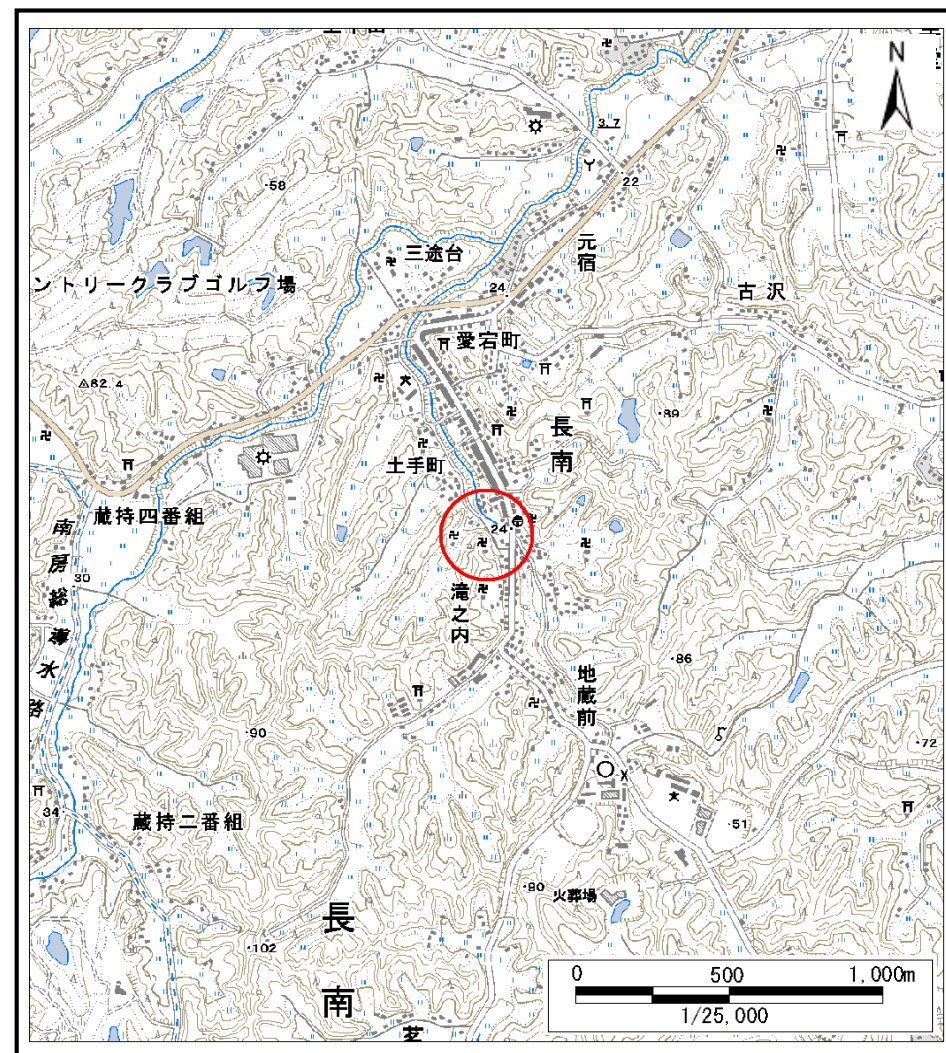 N
3.7
・58
22
三途台
元宿
ントリークラブゴルフ場
24
古沢
愛宕町
△82.4
・89
長南
土手町
蔵持四番組
24
南房総導水路
30
滝之内
・86
地蔵前
・90
・72
34
蔵持二番組
・51
・80
火葬場
長
・102
南
0 500 1,000m
1/25,000
芝